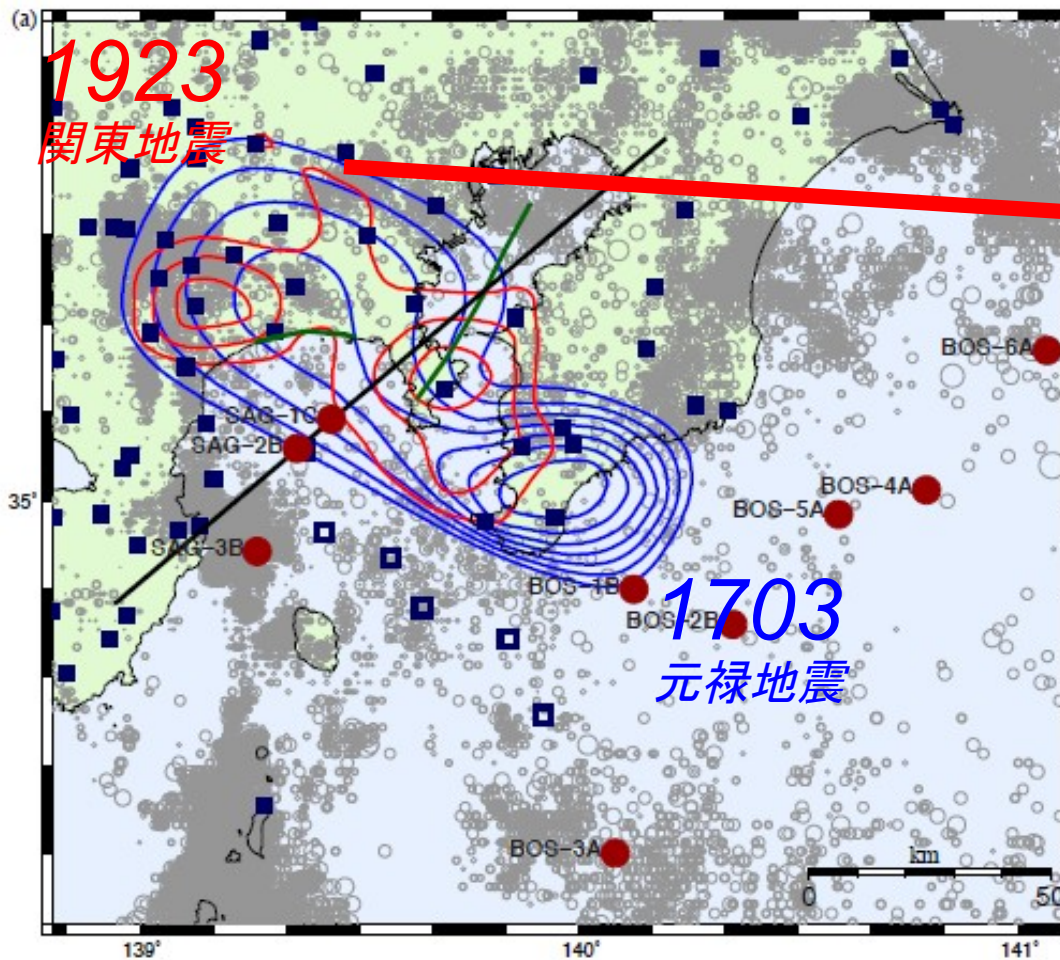 (a)
1923
関東地震
BOS-6A
SAG-1C
SAG-2B
35°
BOS-4A
BOS-5A
SAG-3B
BOS-1B
1703
BOS-2B
元禄地震
BOS-3A
km
0
50
139°
140°
141°